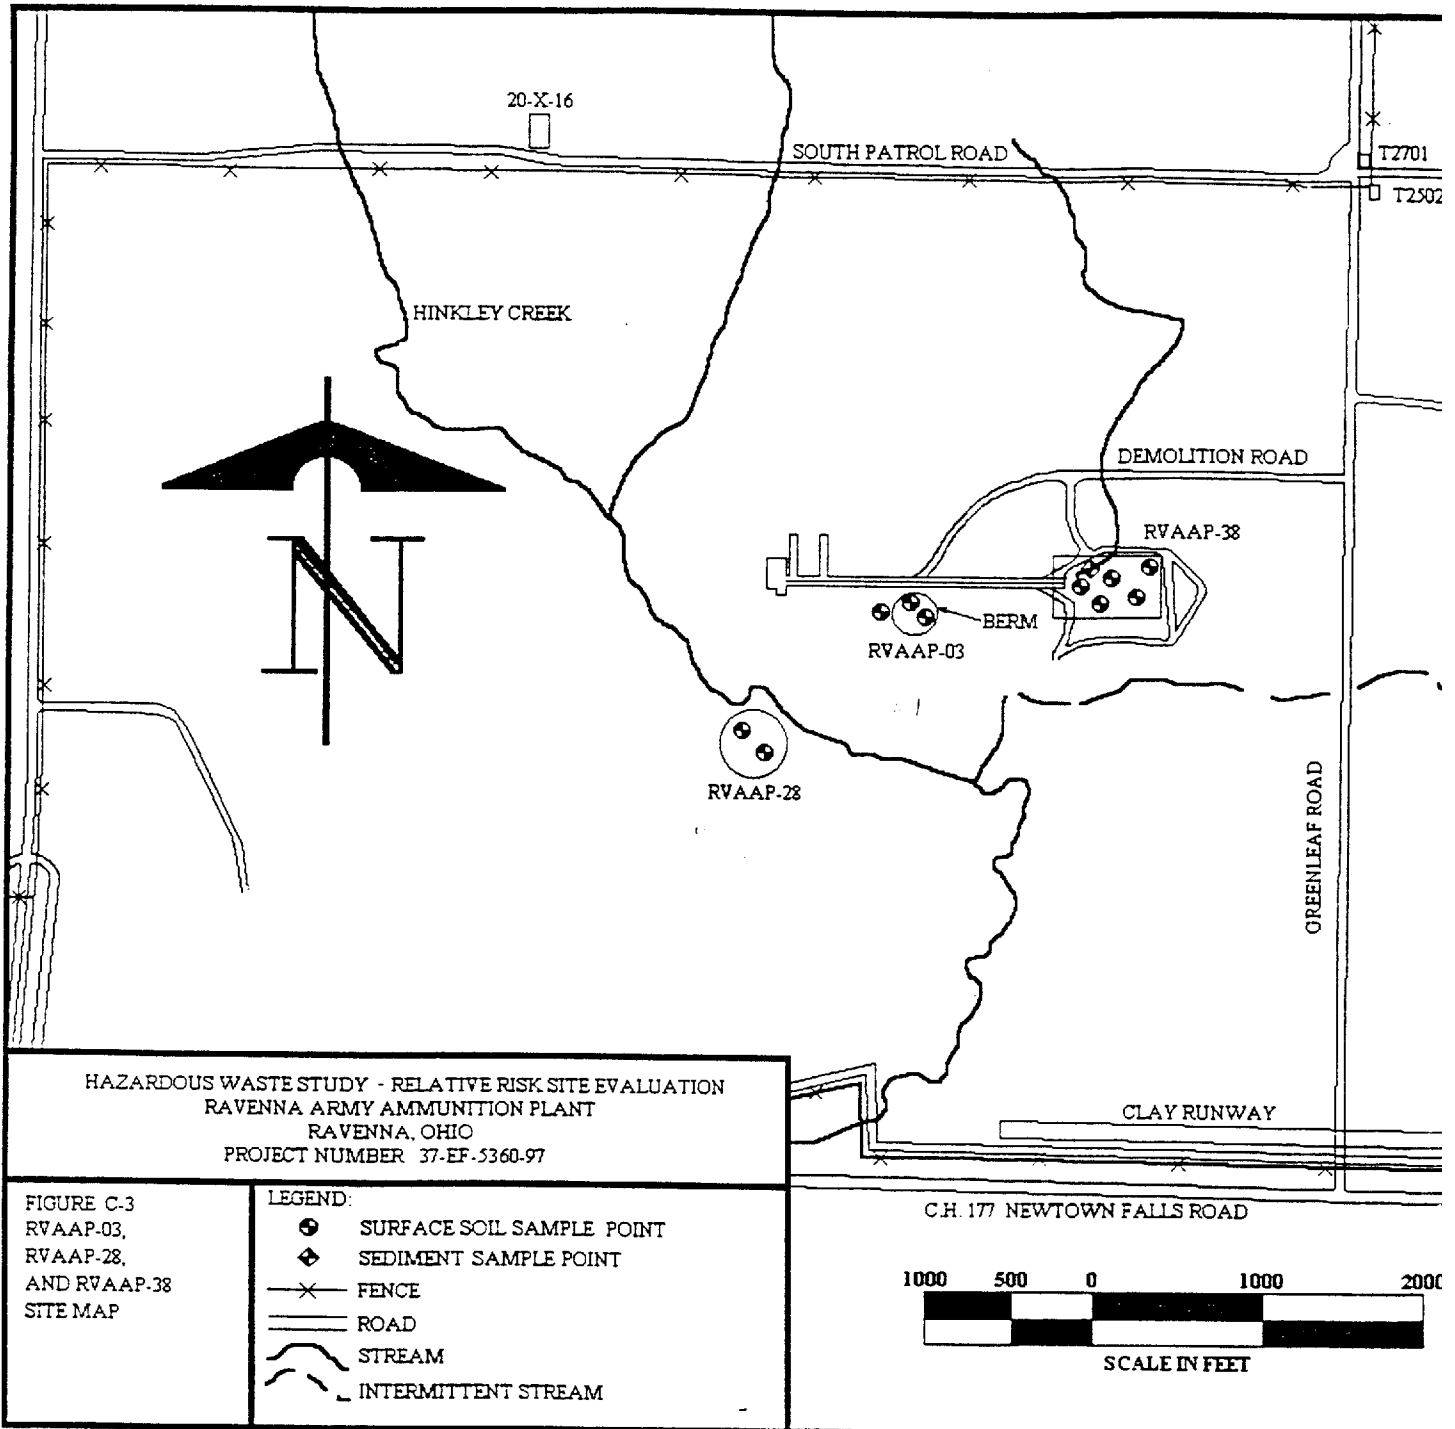 20-X-16
SOUTH PATROL ROAD
T2701
T2502
HINKLEY CREEK
DEMOLITION ROAD
N
RVAAP-38
BERM
RVAAP-03
RVAAP-28
GREENLEAF ROAD
CLAY RUNWAY
C.H. 177 NEWTOWN FALLS ROAD
HAZARDOUS WASTE STUDY - RELATIVE RISK SITE EVALUATION
RAVENNA ARMY AMMUNITION PLANT
RAVENNA, OHIO
PROJECT NUMBER 37-EF-5360-97
FIGURE C-3
RVAAP-03,
RVAAP-28,
AND RVAAP-38
SITE MAP
LEGEND:
SURFACE SOIL SAMPLE POINT
SEDIMENT SAMPLE POINT
FENCE
ROAD
STREAM
INTERMITTENT STREAM
1000 500 0 1000 2000
SCALE IN FEET